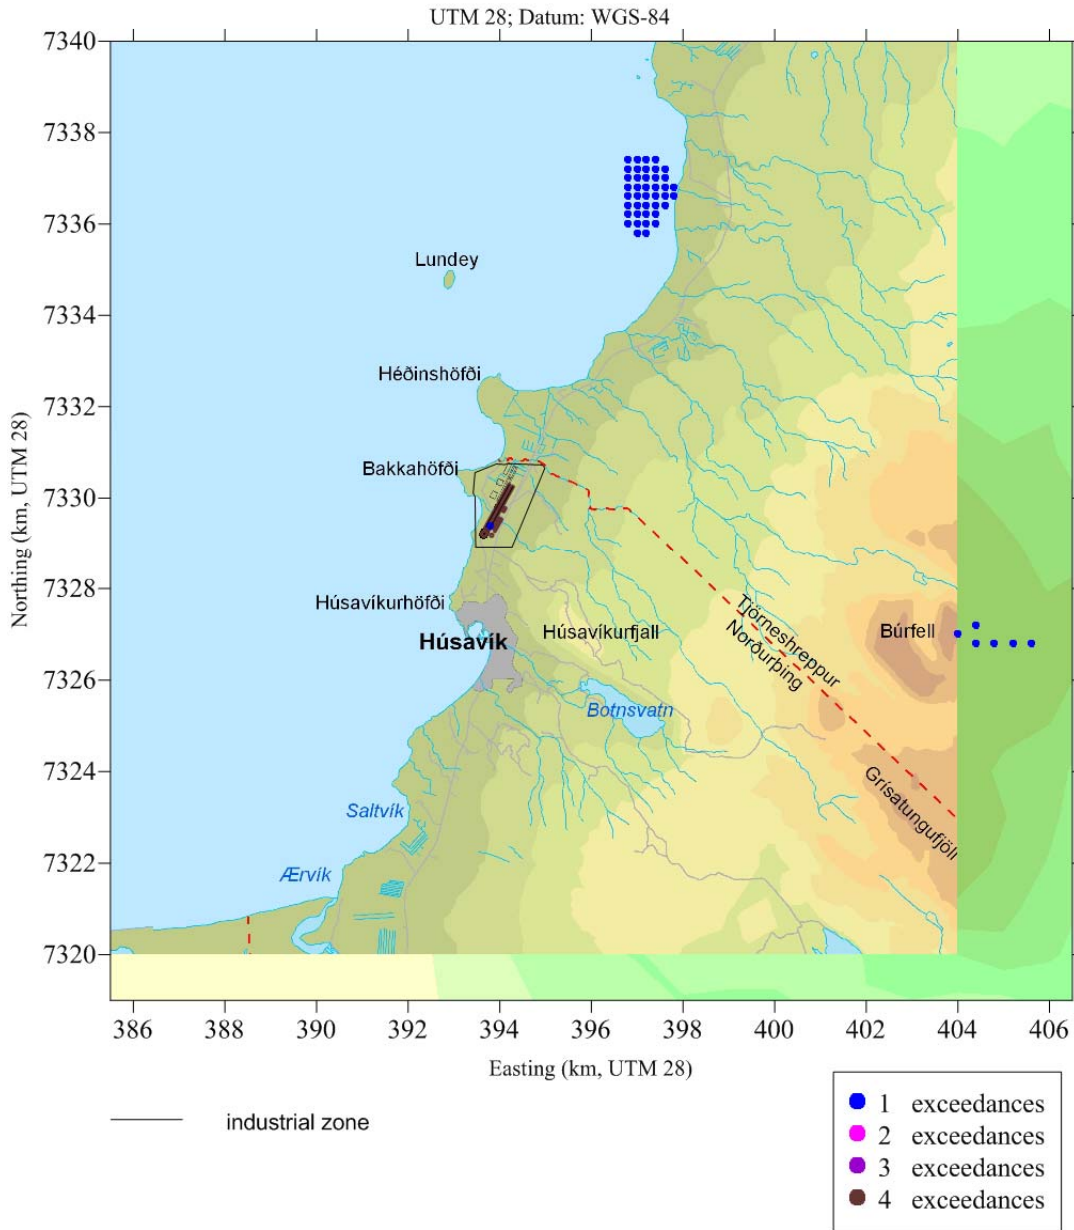 UTM 28; Datum: WGS-84
7340
7338
7336
Lundey
7334
Héðinshöfði
7332
Bakkahöfði
7330
Northing (km, UTM 28)
7328
Húsavíkurhöfði
Húsavíkurfjall
Tjörneshreppur
Norðurþing
Búrfell
Húsavík
7326
Botnsvatn
7324
Grísatungufjöll
Saltvík
7322
Ærvík
7320
386 388 390 392 394 396 398 400 402 404 406
Easting (km, UTM 28)
industrial zone
1 exceedances
2 exceedances
3 exceedances
4 exceedances